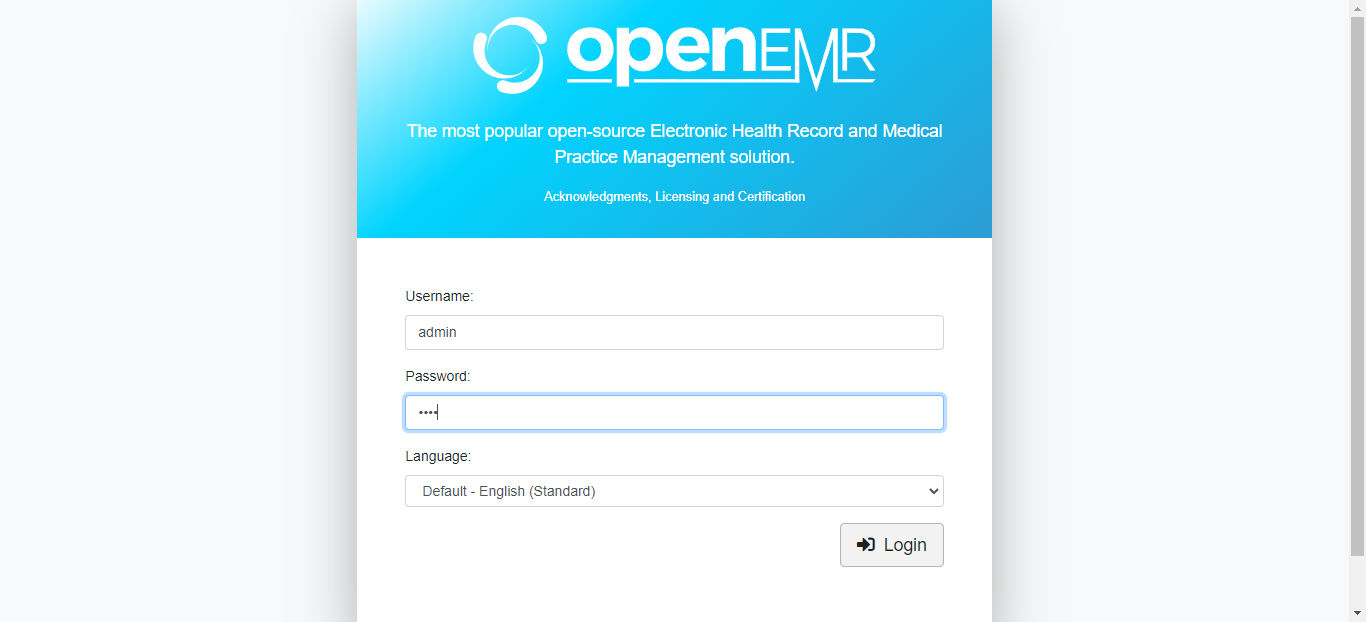 openEMR
The most popular open-source Electronic Health Record and Medical
Practice Management solution.
Acknowledgments, Licensing and Certification
Username:
admin
Password:
••••
Language:
Default - English (Standard)
Login